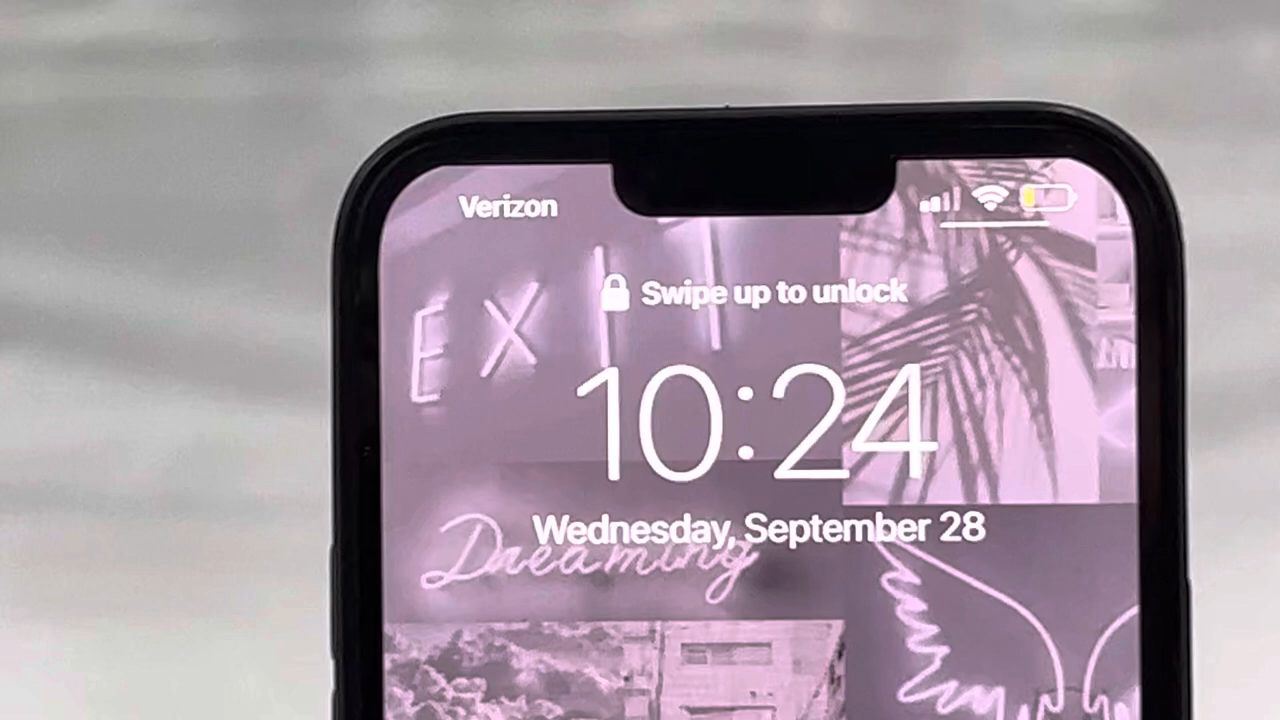 Verizon
Swipe up to unlock
EXIT
10:24
Wednesday, September 28
Dreaming